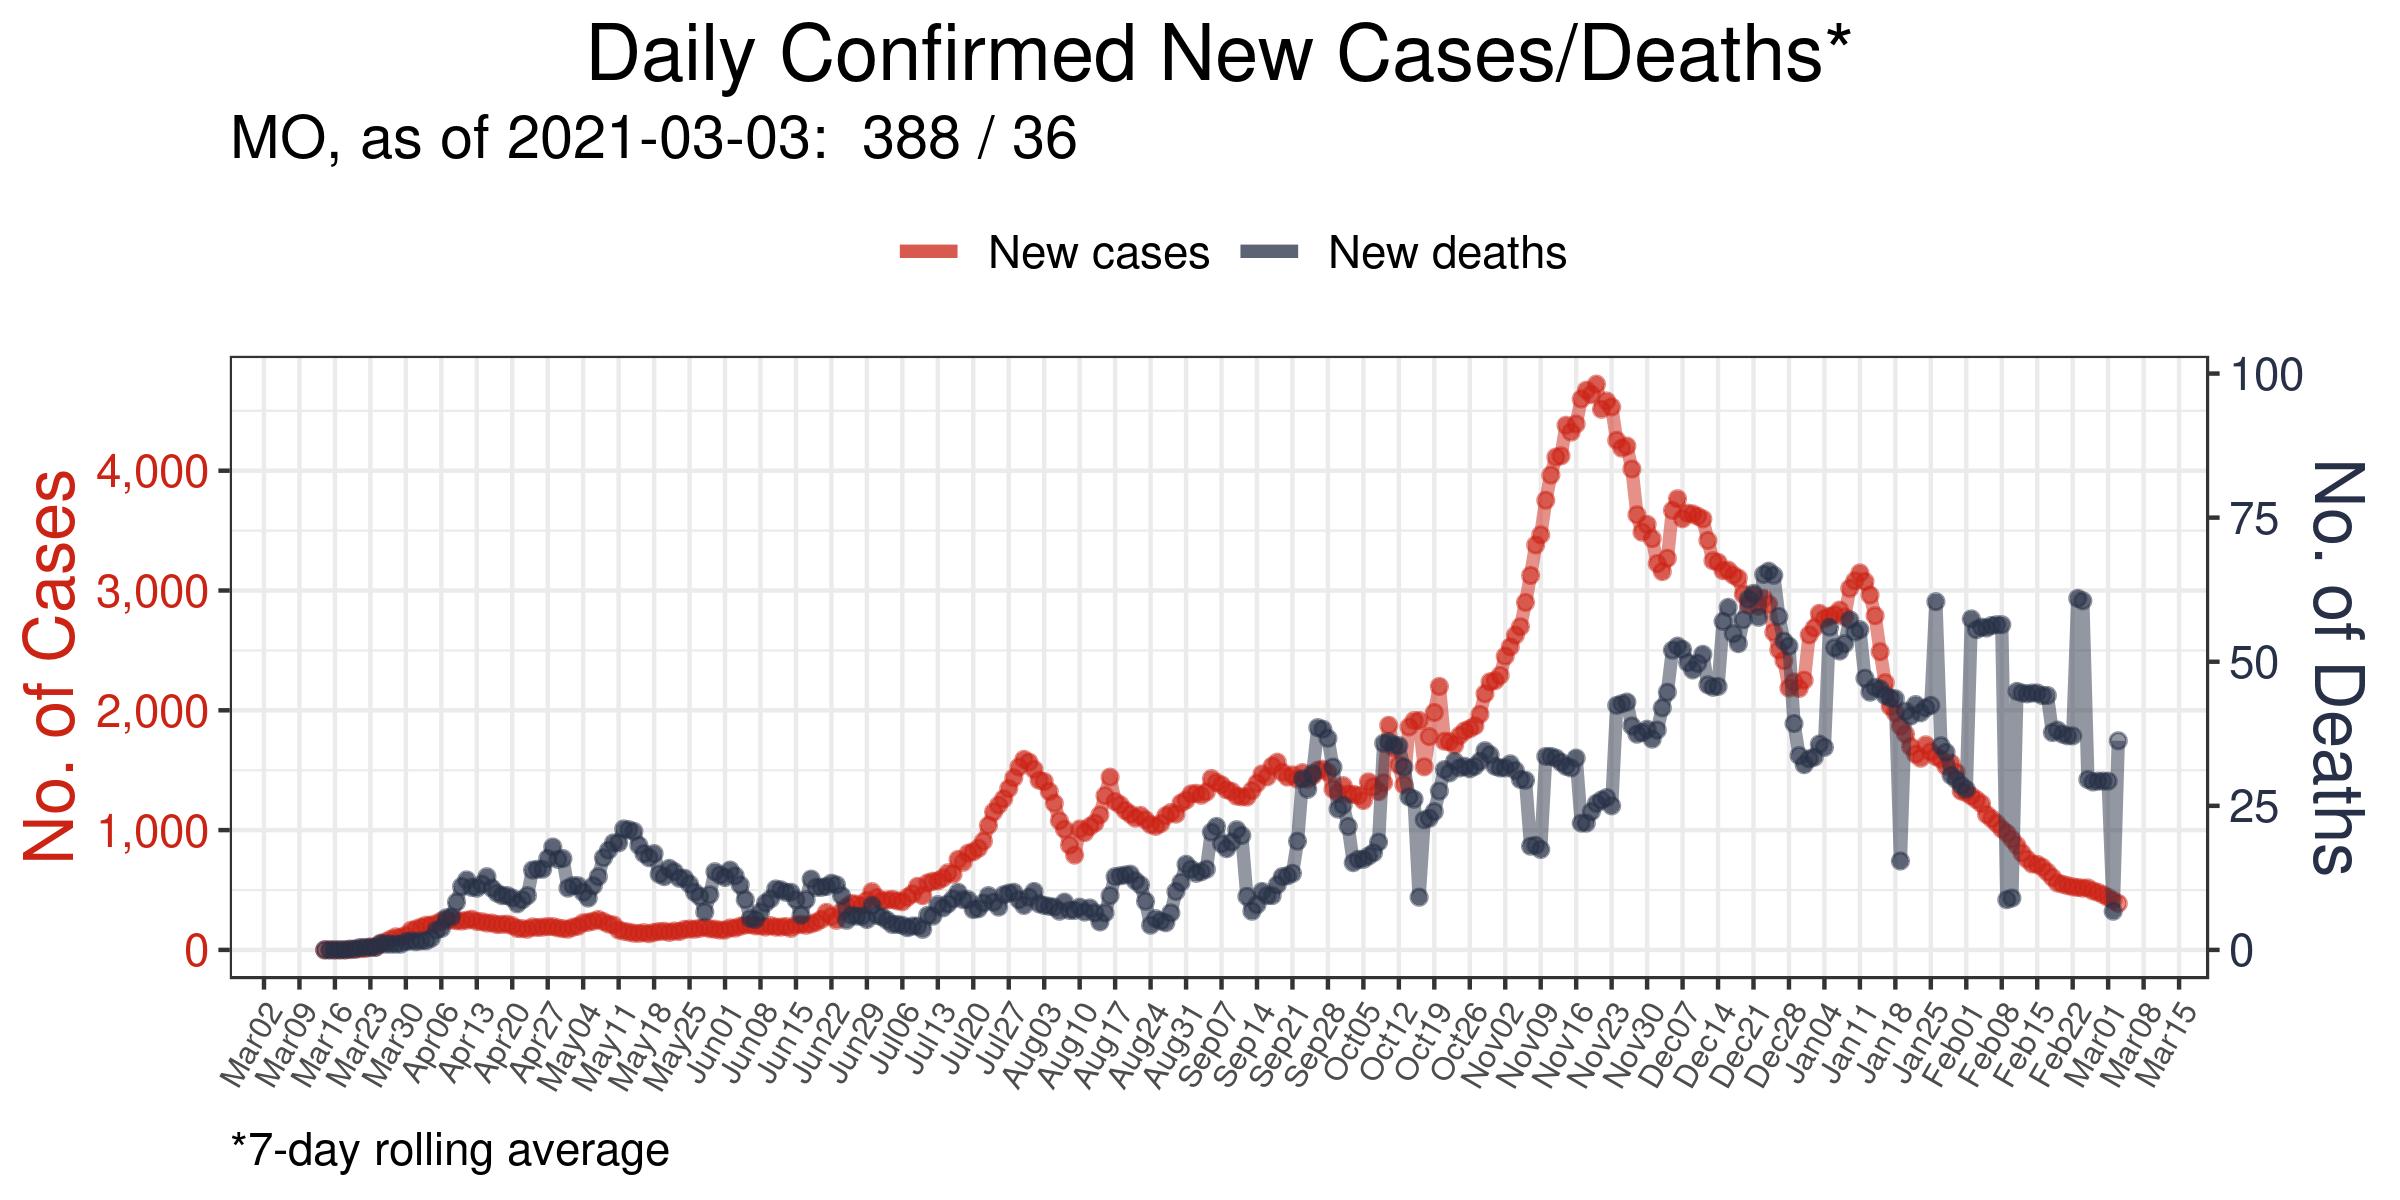 Daily Confirmed New Cases/Deaths*
MO, as of 2021-03-03:  388 / 36
New cases
New deaths
No. of Cases
4,000
3,000
2,000
1,000
0
100
75
50
25
0
No. of Deaths
Mar02
Mar09
Mar16
Mar23
Mar30
Apr06
Apr13
Apr20
Apr27
May04
May11
May18
May25
Jun01
Jun08
Jun15
Jun22
Jun29
Jul06
Jul13
Jul20
Jul27
Aug03
Aug10
Aug17
Aug24
Aug31
Sep07
Sep14
Sep21
Sep28
Oct05
Oct12
Oct19
Oct26
Nov02
Nov09
Nov16
Nov23
Nov30
Dec07
Dec14
Dec21
Dec28
Jan04
Jan11
Jan18
Jan25
Feb01
Feb08
Feb15
Feb22
Mar01
Mar08
Mar15
*7-day rolling average